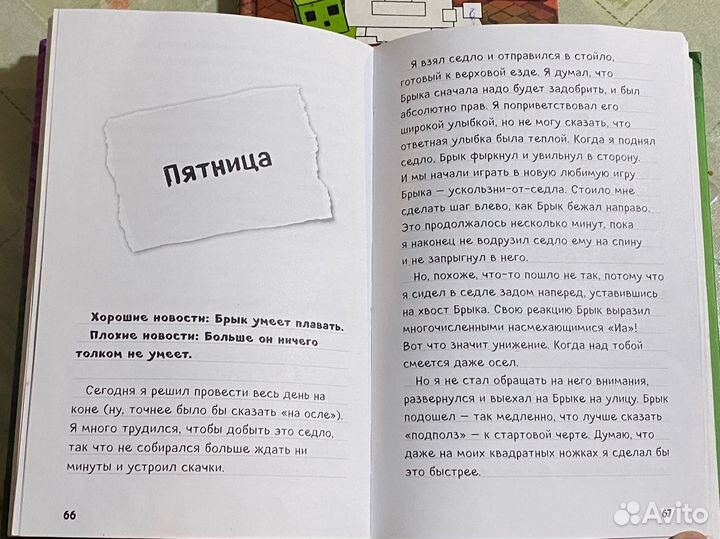 Пятница
Хорошие новости: Брык умеет плавать.
Плохие новости: Больше он ничего
толком не умеет.
Сегодня я решил провести весь день на
коне (ну, точнее было бы сказать «на осле»).
Я много трудился, чтобы добыть это седло,
так что не собирался больше ждать ни
минуты и устроил скачки.
66
Я взял седло и отправился в стойло,
готовый к верховой езде. Я думал, что
Брыка сначала надо будет задобрить, и был
абсолютно прав. Я поприветствовал его
широкой улыбкой, но не могу сказать, что
ответная улыбка была теплой. Когда я поднял
седло, Брык фыркнул и увильнул в сторону.
И мы начали играть в новую любимую игру
Брыка – ускользни-от-седла. Стоило мне
сделать шаг влево, как Брык бежал направо.
Это продолжалось несколько минут, пока
я наконец не водрузил седло ему на спину
и не запрыгнул в него.
Но, похоже, что-то пошло не так, потому что
я сидел в седле задом наперед, уставившись
на хвост Брыка. Свою реакцию Брык выразил
многочисленными насмехающимися «Иа»!
Вот что значит унижение. Когда над тобой
смеется даже осел.
Но я не стал обращать на него внимания,
развернулся и выехал на Брыке на улицу. Брык
подошел – так медленно, что лучше сказать
«подполз» – к стартовой черте. Думаю, что
даже на моих квадратных ножках я сделал бы
это быстрее.
67
Avito